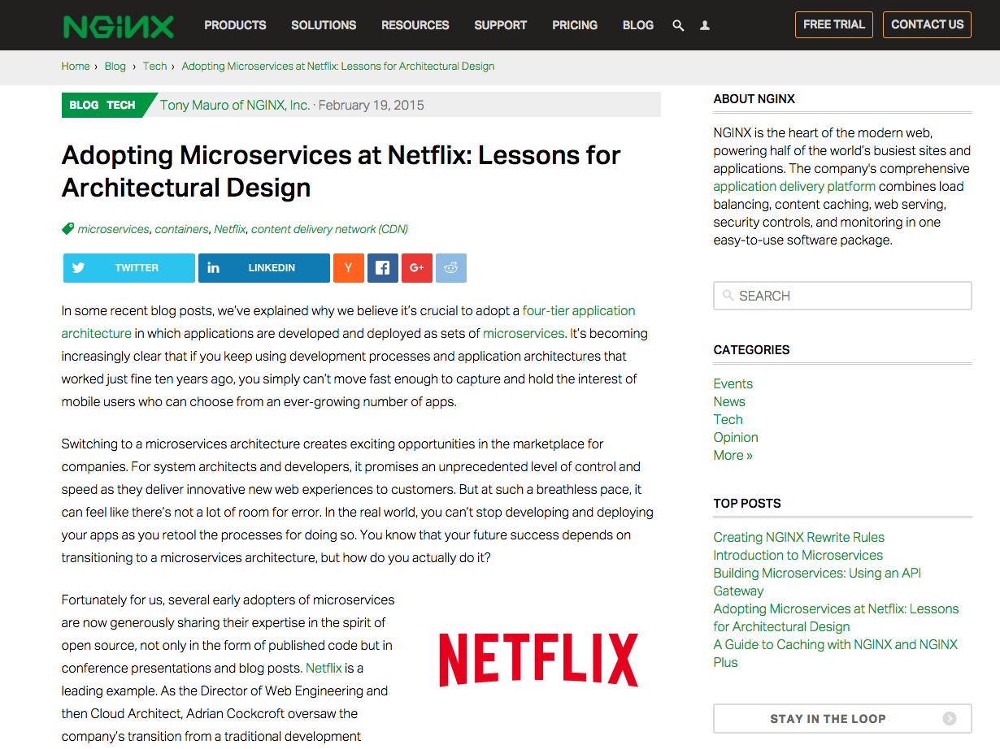 NGINX
PRODUCTS SOLUTIONS RESOURCES SUPPORT PRICING BLOG
FREE TRIAL CONTACT US
Home › Blog › Tech › Adopting Microservices at Netflix: Lessons for Architectural Design
BLOG TECH Tony Mauro of NGINX, Inc. · February 19, 2015
Adopting Microservices at Netflix: Lessons for
Architectural Design
microservices, containers, Netflix, content delivery network (CDN)
TWITTER
in LINKEDIN
Y
f
G+
In some recent blog posts, we’ve explained why we believe it’s crucial to adopt a four-tier application
architecture in which applications are developed and deployed as sets of microservices. It’s becoming
increasingly clear that if you keep using development processes and application architectures that
worked just fine ten years ago, you simply can’t move fast enough to capture and hold the interest of
mobile users who can choose from an ever-growing number of apps.
Switching to a microservices architecture creates exciting opportunities in the marketplace for
companies. For system architects and developers, it promises an unprecedented level of control and
speed as they deliver innovative new web experiences to customers. But at such a breathless pace, it
can feel like there’s not a lot of room for error. In the real world, you can’t stop developing and deploying
your apps as you retool the processes for doing so. You know that your future success depends on
transitioning to a microservices architecture, but how do you actually do it?
Fortunately for us, several early adopters of microservices
are now generously sharing their expertise in the spirit of
open source, not only in the form of published code but in
conference presentations and blog posts. Netflix is a
leading example. As the Director of Web Engineering and
then Cloud Architect, Adrian Cockcroft oversaw the
company’s transition from a traditional development
NETFLIX
ABOUT NGINX
NGINX is the heart of the modern web,
powering half of the world’s busiest sites and
applications. The company's comprehensive
application delivery platform combines load
balancing, content caching, web serving,
security controls, and monitoring in one
easy-to-use software package.
SEARCH
CATEGORIES
Events
News
Tech
Opinion
More »
TOP POSTS
Creating NGINX Rewrite Rules
Introduction to Microservices
Building Microservices: Using an API
Gateway
Adopting Microservices at Netflix: Lessons
for Architectural Design
A Guide to Caching with NGINX and NGINX
Plus
STAY IN THE LOOP